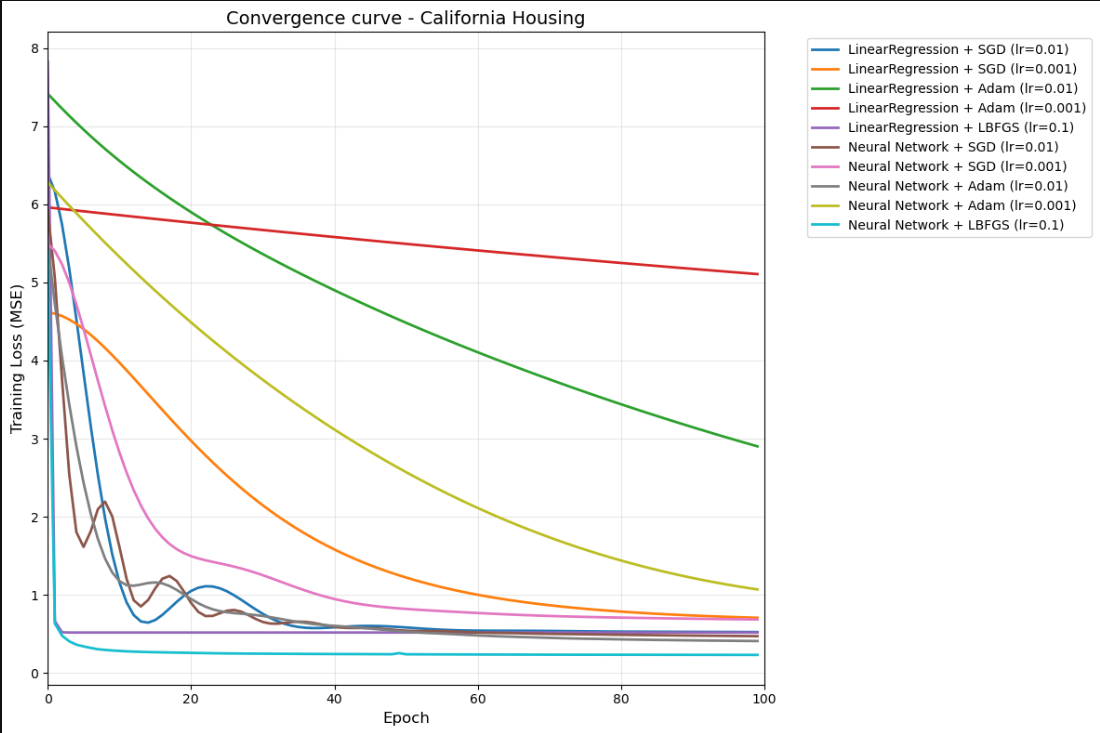 Convergence curve - California Housing
8
7
6
5
4
3
2
1
0
Training Loss (MSE)
0
20
40
60
80
100
Epoch
LinearRegression + SGD (lr=0.01)
LinearRegression + SGD (lr=0.001)
LinearRegression + Adam (lr=0.01)
LinearRegression + Adam (lr=0.001)
LinearRegression + LBFGS (lr=0.1)
Neural Network + SGD (lr=0.01)
Neural Network + SGD (lr=0.001)
Neural Network + Adam (lr=0.01)
Neural Network + Adam (lr=0.001)
Neural Network + LBFGS (lr=0.1)